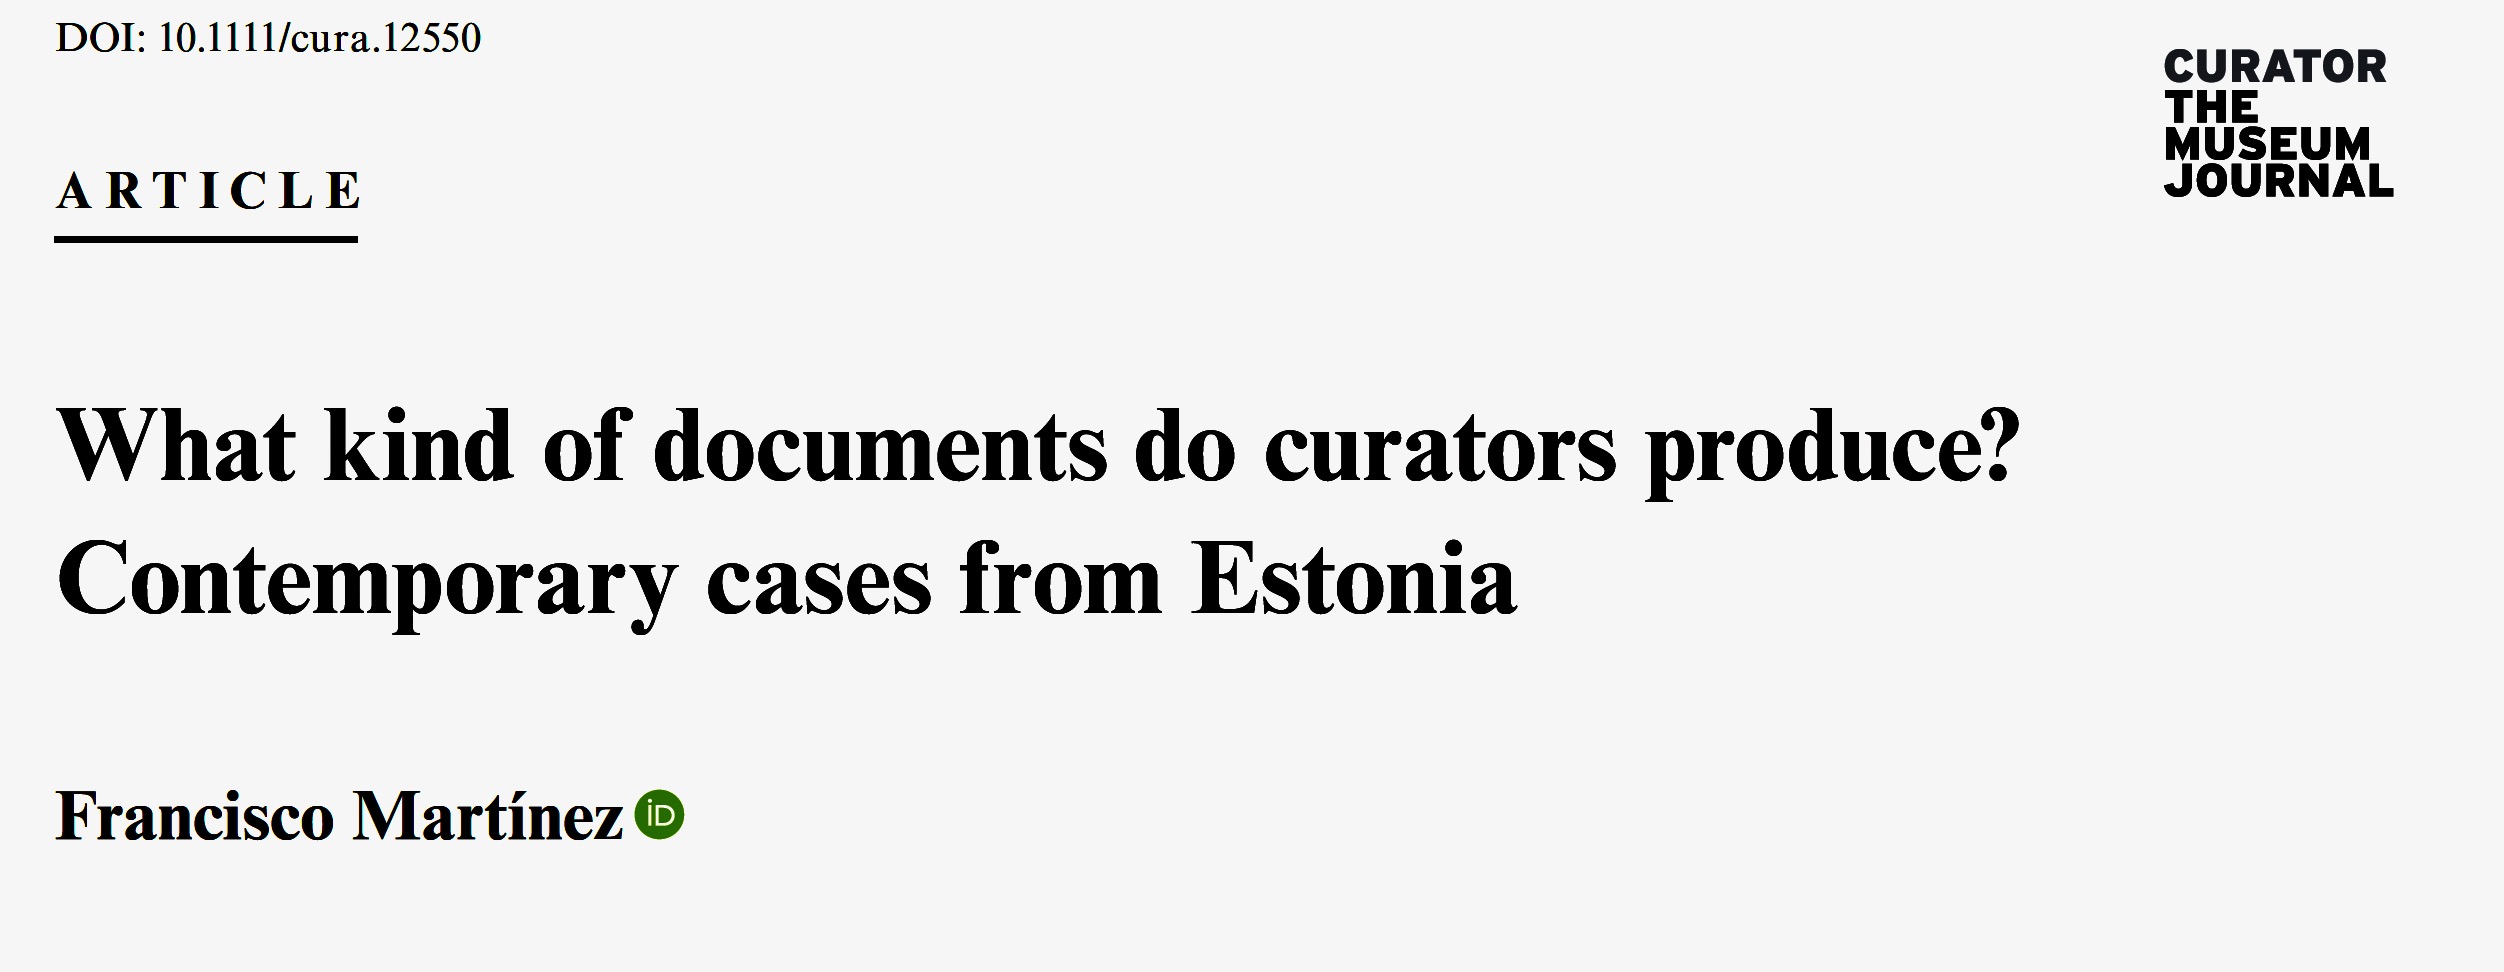 DOI: 10.1111/cura.12550
CURATOR
THE
MUSEUM
JOURNAL
ARTICLE
What kind of documents do curators produce?
Contemporary cases from Estonia
Francisco Martínez iD